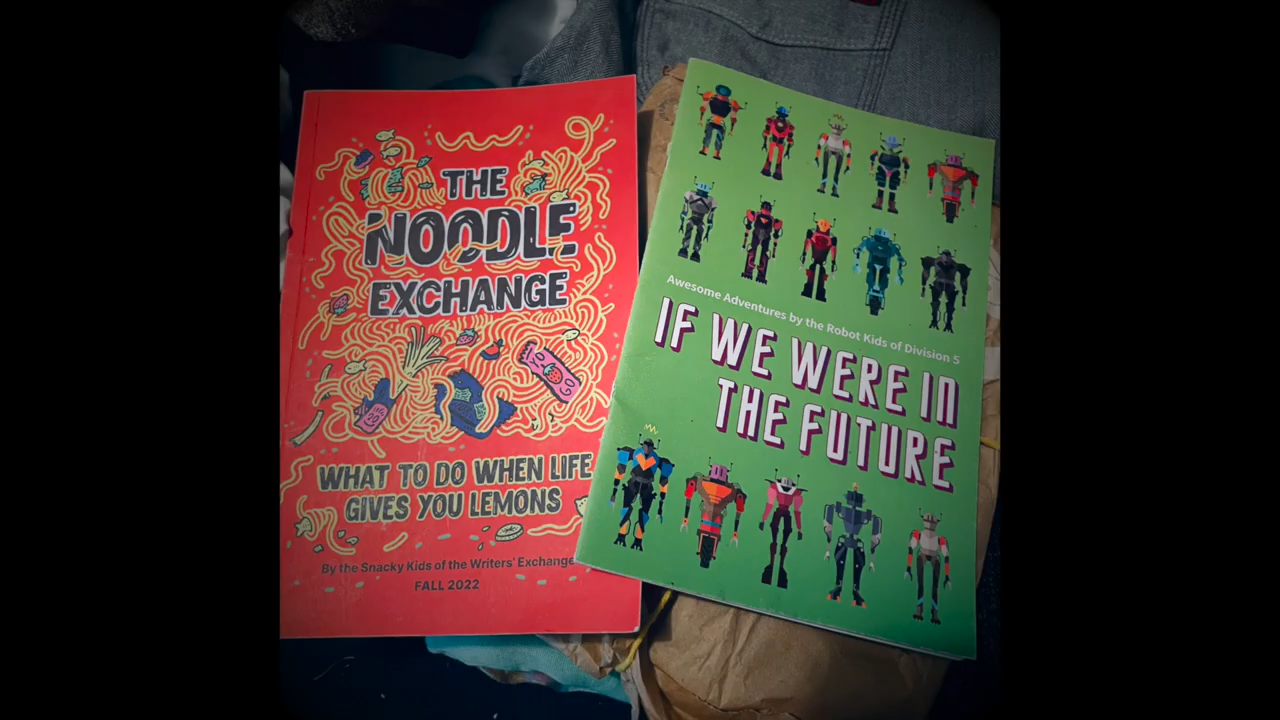 THE
NOODLE
EXCHANGE
WHAT TO DO WHEN LIFE
GIVES YOU LEMONS
By the Snacky Kids of the Writers' Exchange
FALL 2022
Awesome Adventures by the Robot Kids of Division 5
IF WE WERE IN
THE FUTURE